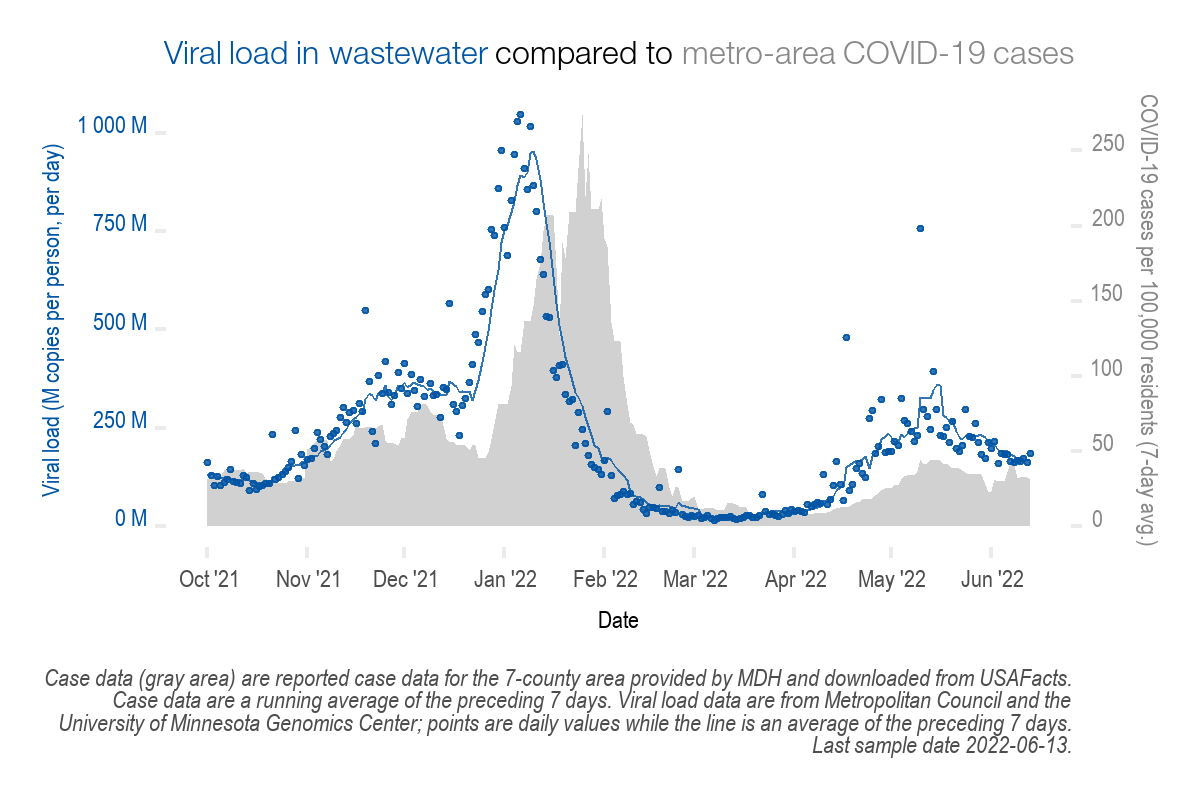 Viral load in wastewater compared to metro-area COVID-19 cases
Viral load (M copies per person, per day)
1 000 M
750 M
500 M
250 M
0 M
250
200
150
100
50
0
COVID-19 cases per 100,000 residents (7-day avg.)
Oct '21
Nov '21
Dec '21
Jan '22
Feb '22
Mar '22
Apr '22
May '22
Jun '22
Date
Case data (gray area) are reported case data for the 7-county area provided by MDH and downloaded from USAFacts.
Case data are a running average of the preceding 7 days. Viral load data are from Metropolitan Council and the
University of Minnesota Genomics Center; points are daily values while the line is an average of the preceding 7 days.
Last sample date 2022-06-13.